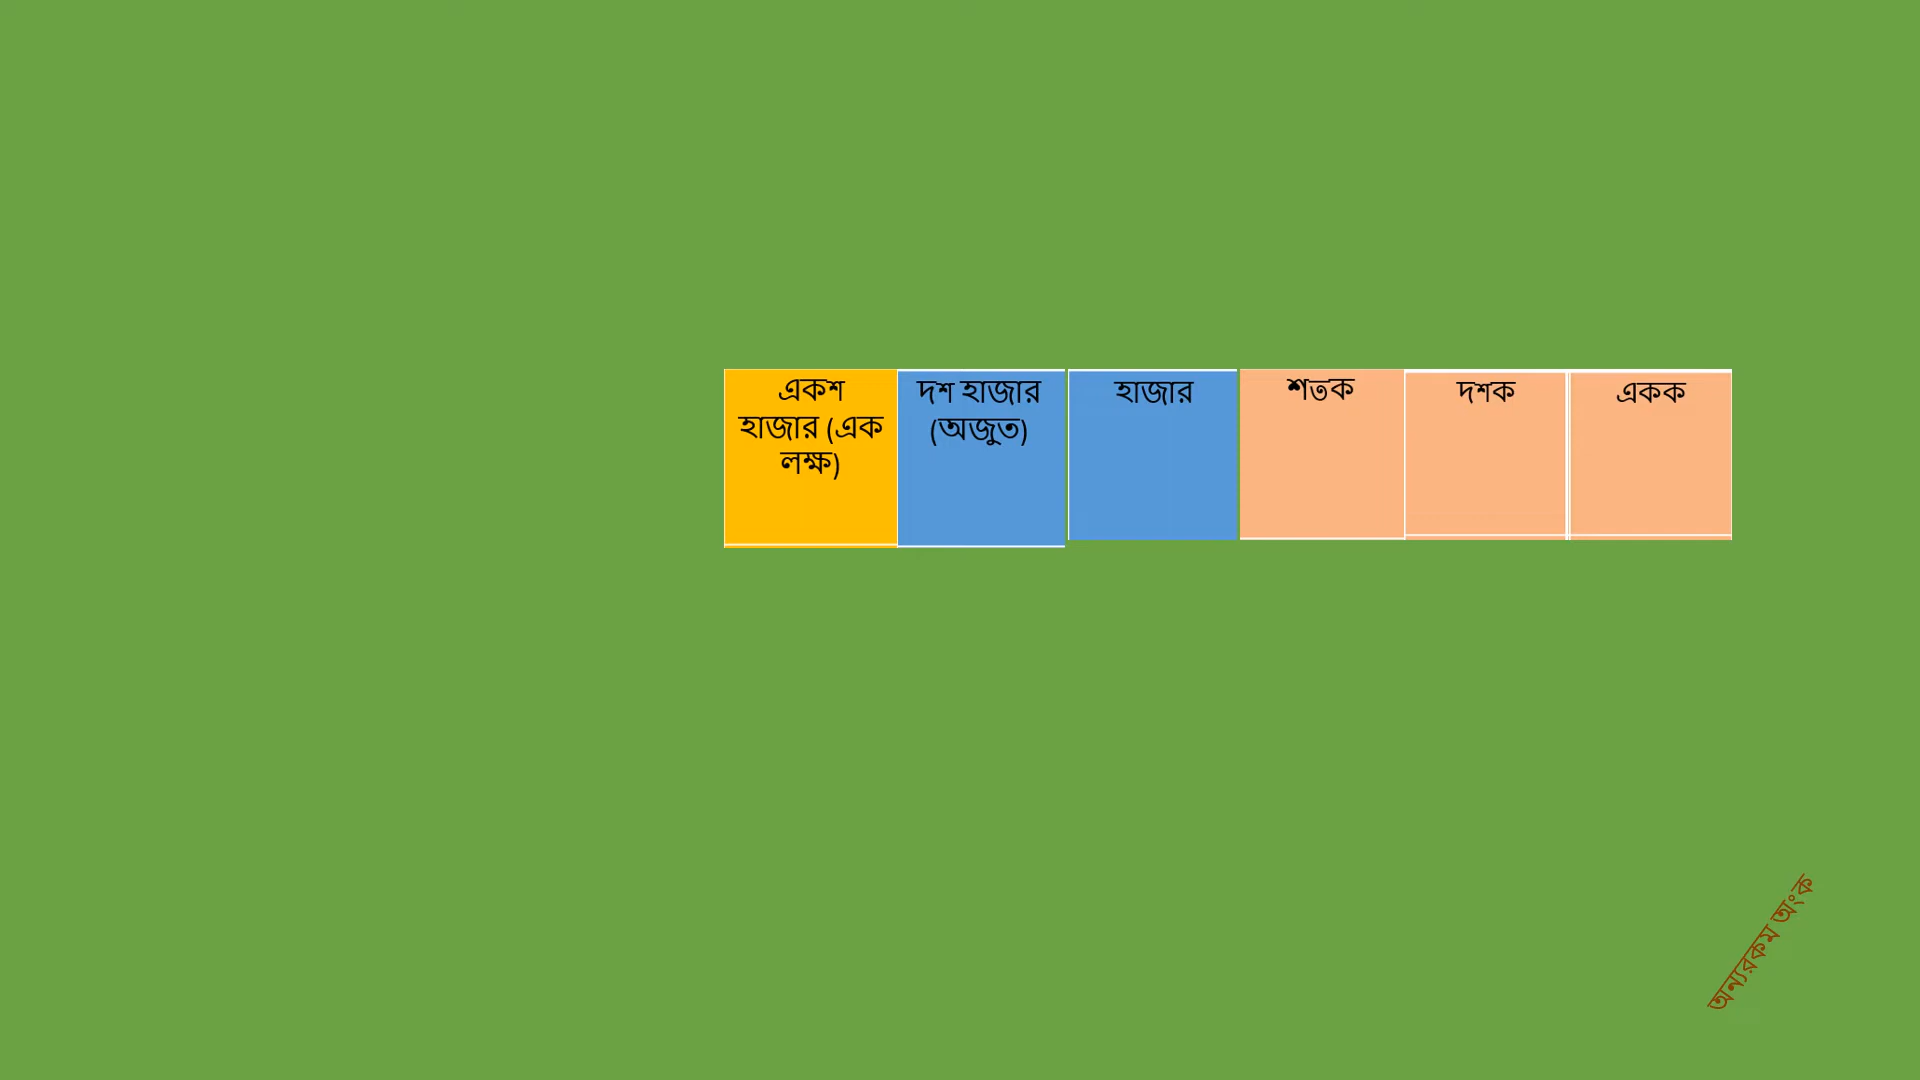 একশ
হাজার (এক
লক্ষ)
দশ হাজার
(অজুত)
হাজার
শতক
দশক
একক
অন্যরকম অংক